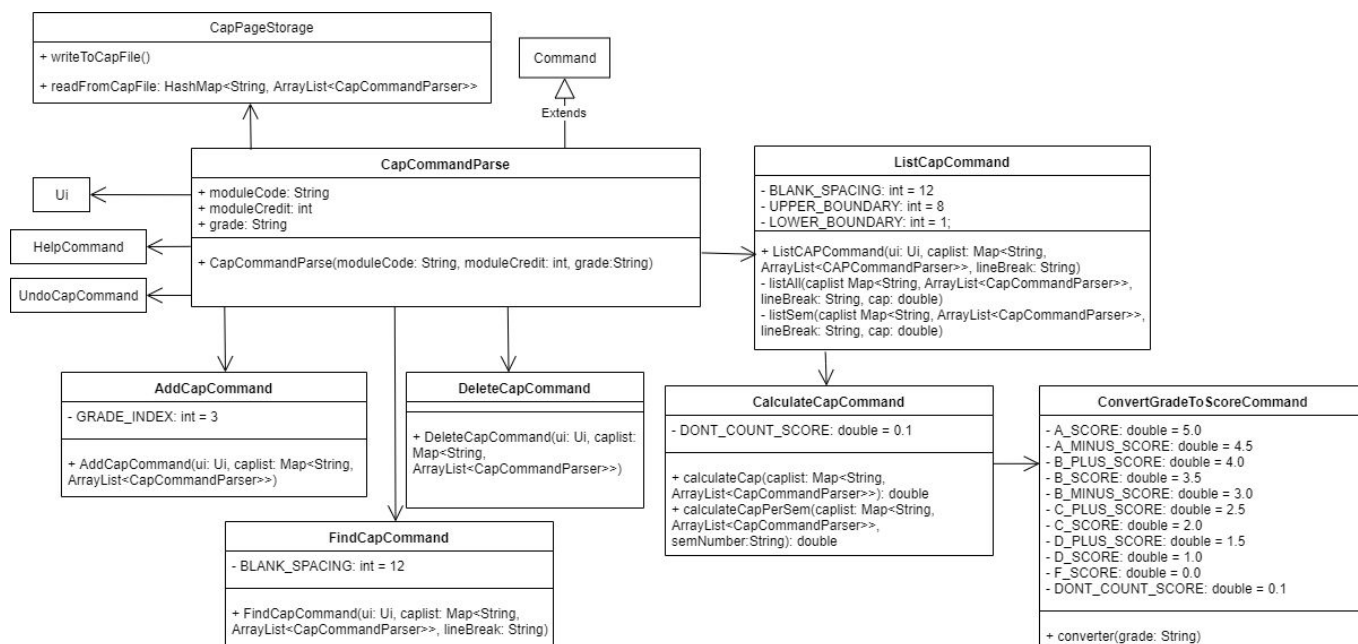 CapPageStorage
+ writeToCapFile()
+ readFromCapFile: HashMap<String, ArrayList<CapCommandParser>>
Command
Extends
CapCommandParse
+ moduleCode: String
+ moduleCredit: int
+ grade: String
+ CapCommandParse(moduleCode: String, moduleCredit: int, grade:String)
Ui
HelpCommand
UndoCapCommand
ListCapCommand
- BLANK_SPACING: int = 12
- UPPER_BOUNDARY: int = 8
- LOWER_BOUNDARY: int = 1;
+ ListCAPCommand(ui: Ui, caplist: Map<String,
ArrayList<CAPCommandParser>>, lineBreak: String)
- listAll(caplist Map<String, ArrayList<CapCommandParser>>,
lineBreak: String, cap: double)
- listSem(caplist Map<String, ArrayList<CapCommandParser>>,
lineBreak: String, cap: double)
AddCapCommand
- GRADE_INDEX: int = 3
+ AddCapCommand(ui: Ui, caplist: Map<String,
ArrayList<CapCommandParser>>)
DeleteCapCommand
+ DeleteCapCommand(ui: Ui, caplist:
Map<String,
ArrayList<CapCommandParser>>)
FindCapCommand
- BLANK_SPACING: int = 12
+ FindCapCommand(ui: Ui, caplist: Map<String,
ArrayList<CapCommandParser>>, lineBreak: String)
CalculateCapCommand
- DONT_COUNT_SCORE: double = 0.1
+ calculateCap(caplist: Map<String,
ArrayList<CapCommandParser>>): double
+ calculateCapPerSem(caplist: Map<String,
ArrayList<CapCommandParser>>,
semNumber:String): double
ConvertGradeToScoreCommand
- A_SCORE: double = 5.0
- A_MINUS_SCORE: double = 4.5
- B_PLUS_SCORE: double = 4.0
- B_SCORE: double = 3.5
- B_MINUS_SCORE: double = 3.0
- C_PLUS_SCORE: double = 2.5
- C_SCORE: double = 2.0
- D_PLUS_SCORE: double = 1.5
- D_SCORE: double = 1.0
- F_SCORE: double = 0.0
- DONT_COUNT_SCORE: double = 0.1
+ converter(grade: String)